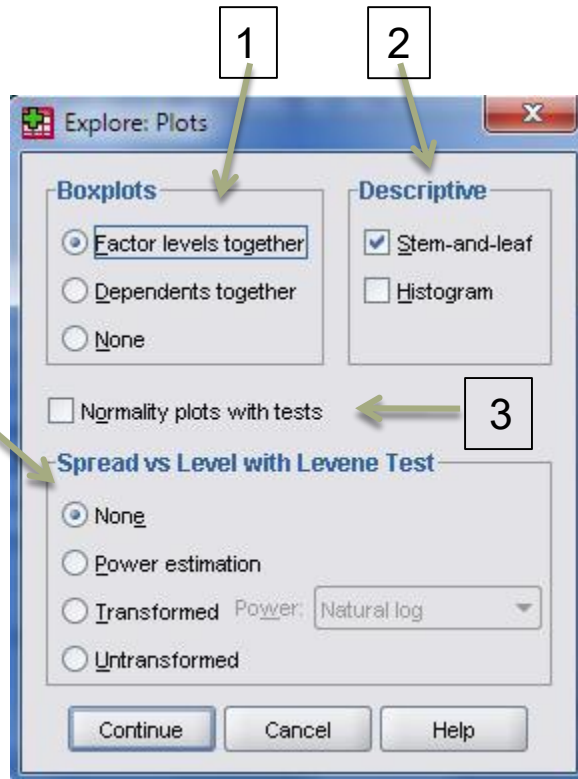 1
2
Explore: Plots
Boxplots
Factor levels together
Dependents together
None
Descriptive
Stem-and-leaf
Histogram
Normality plots with tests
3
Spread vs Level with Levene Test
None
Power estimation
Transformed Power: Natural log
Untransformed
Continue Cancel Help